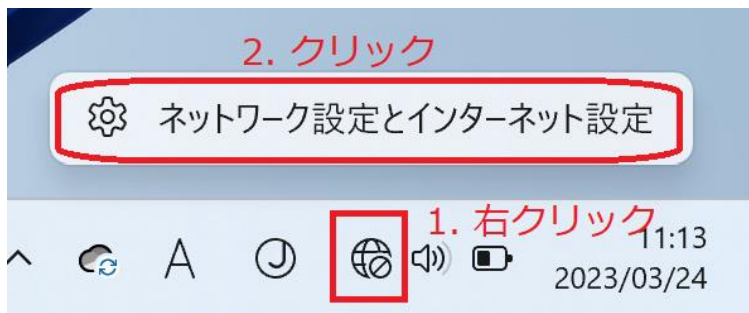 2. クリック
ネットワーク設定とインターネット設定
1. 右クリック
A
J
11:13
2023/03/24